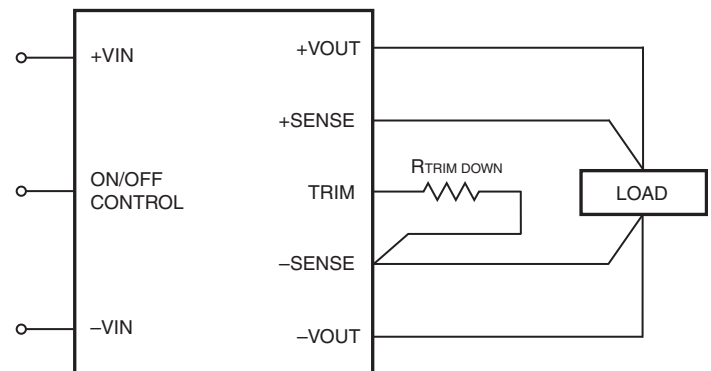 +VIN
+VOUT
+SENSE
RTRIM DOWN
ON/OFF
CONTROL
TRIM
LOAD
–SENSE
–VIN
–VOUT